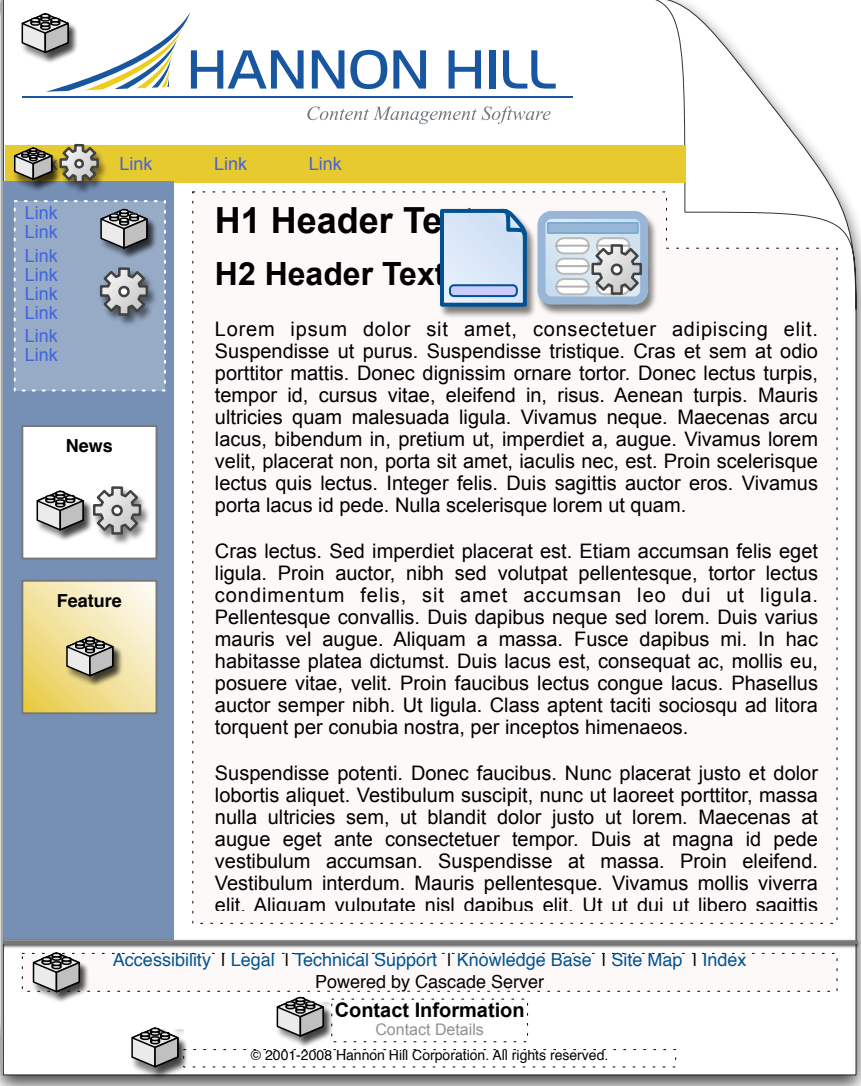 HANNON HILL
Content Management Software
Link Link Link
Link
Link
Link
Link
Link
Link
Link
Link
News
Feature
H1 Header Te
H2 Header Text
Lorem ipsum dolor sit amet, consectetuer adipiscing elit.
Suspendisse ut purus. Suspendisse tristique. Cras et sem at odio
porttitor mattis. Donec dignissim ornare tortor. Donec lectus turpis,
tempor id, cursus vitae, eleifend in, risus. Aenean turpis. Mauris
ultricies quam malesuada ligula. Vivamus neque. Maecenas arcu
lacus, bibendum in, pretium ut, imperdiet a, augue. Vivamus lorem
velit, placerat non, porta sit amet, iaculis nec, est. Proin scelerisque
lectus quis lectus. Integer felis. Duis sagittis auctor eros. Vivamus
porta lacus id pede. Nulla scelerisque lorem ut quam.
Cras lectus. Sed imperdiet placerat est. Etiam accumsan felis eget
ligula. Proin auctor, nibh sed volutpat pellentesque, tortor lectus
condimentum felis, sit amet accumsan leo dui ut ligula.
Pellentesque convallis. Duis dapibus neque sed lorem. Duis varius
mauris vel augue. Aliquam a massa. Fusce dapibus mi. In hac
habitasse platea dictumst. Duis lacus est, consequat ac, mollis eu,
posuere vitae, velit. Proin faucibus lectus congue lacus. Phasellus
auctor semper nibh. Ut ligula. Class aptent taciti sociosqu ad litora
torquent per conubia nostra, per inceptos himenaeos.
Suspendisse potenti. Donec faucibus. Nunc placerat justo et dolor
lobortis aliquet. Vestibulum suscipit, nunc ut laoreet porttitor, massa
nulla ultricies sem, ut blandit dolor justo ut lorem. Maecenas at
augue eget ante consectetuer tempor. Duis at magna id pede
vestibulum accumsan. Suspendisse at massa. Proin eleifend.
Vestibulum interdum. Mauris pellentesque. Vivamus mollis viverra
elit. Aliquam vulputate nisl dapibus elit. Ut ut dui ut libero sagittis
Accessibility | Legal | Technical Support | Knowledge Base | Site Map | Index
Powered by Cascade Server
Contact Information
Contact Details
© 2001-2008 Hannon Hill Corporation. All rights reserved.